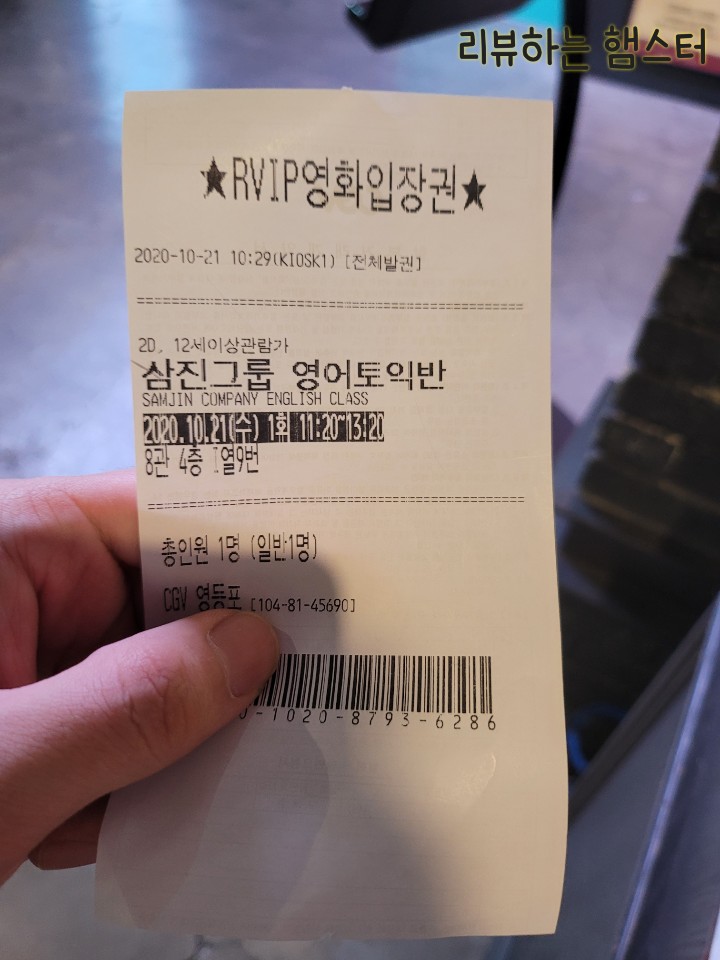 리뷰하는 햄스터
★RVIP영화입장권★
2020-10-21 10:29(KIOSK1) [전체발권]
2D, 12세이상관람가
삼진그룹 영어토익반
SAMJIN COMPANY ENGLISH CLASS
2020.10.21(수) 1회 11:20~13:20
8관 4층 I열9번
총인원 1명 (일반1명)
CGV 영등포 [104-81-45690]
-1020-8793-6286